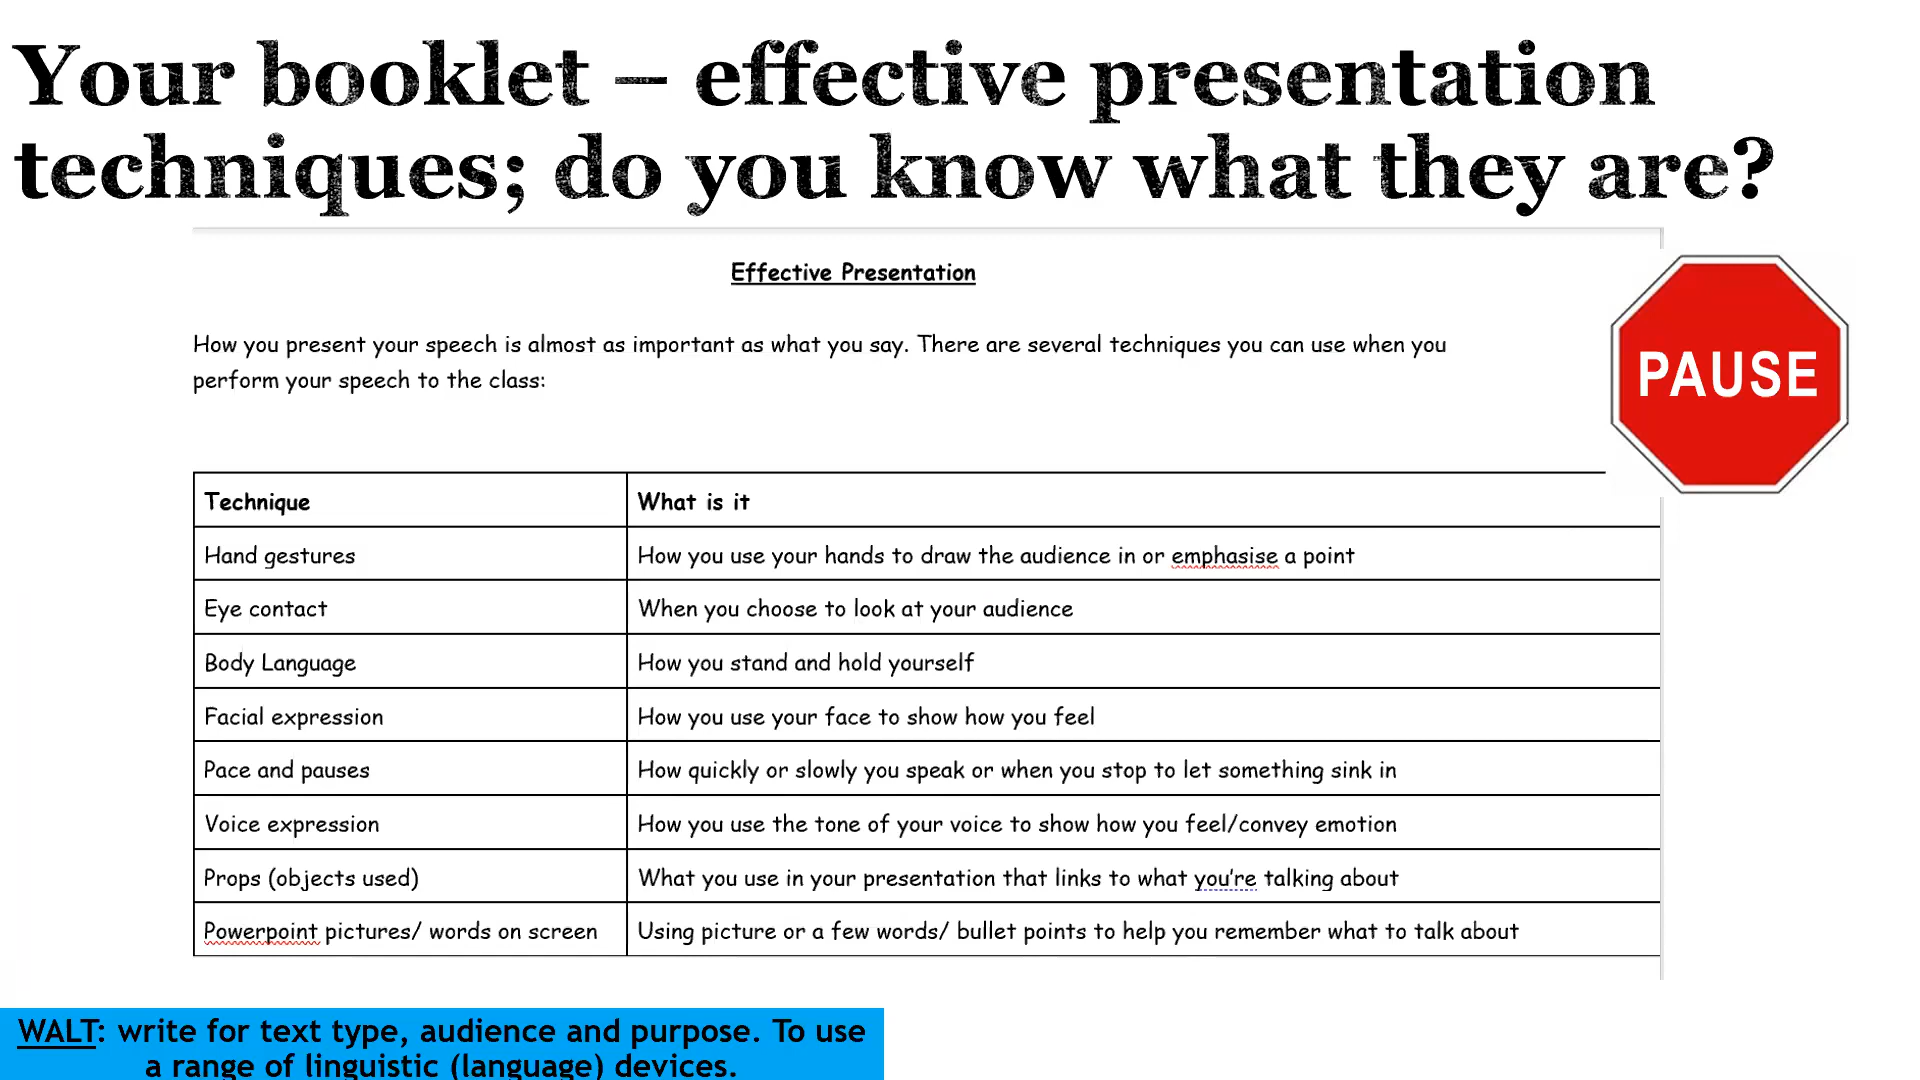 Your booklet – effective presentation
techniques; do you know what they are?
Effective Presentation
How you present your speech is almost as important as what you say. There are several techniques you can use when you
perform your speech to the class:
PAUSE
Technique What is it
Hand gestures How you use your hands to draw the audience in or emphasise a point
Eye contact When you choose to look at your audience
Body Language How you stand and hold yourself
Facial expression How you use your face to show how you feel
Pace and pauses How quickly or slowly you speak or when you stop to let something sink in
Voice expression How you use the tone of your voice to show how you feel/convey emotion
Props (objects used) What you use in your presentation that links to what you're talking about
Powerpoint pictures/ words on screen Using picture or a few words/ bullet points to help you remember what to talk about
WALT: write for text type, audience and purpose. To use
a range of linguistic (language) devices.